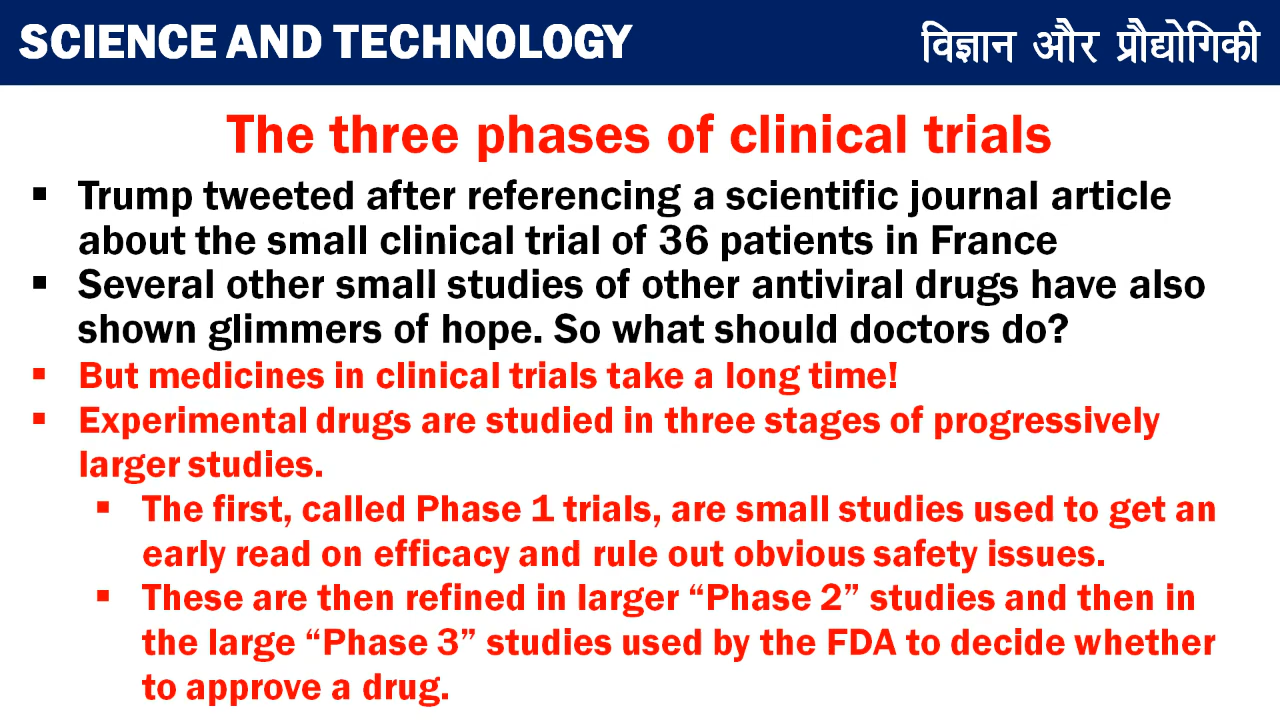 SCIENCE AND TECHNOLOGY
विज्ञान और प्रौद्योगिकी
The three phases of clinical trials
▪ Trump tweeted after referencing a scientific journal article
about the small clinical trial of 36 patients in France
▪ Several other small studies of other antiviral drugs have also
shown glimmers of hope. So what should doctors do?
▪ But medicines in clinical trials take a long time!
▪ Experimental drugs are studied in three stages of progressively
larger studies.
▪ The first, called Phase 1 trials, are small studies used to get an
early read on efficacy and rule out obvious safety issues.
▪ These are then refined in larger “Phase 2” studies and then in
the large “Phase 3” studies used by the FDA to decide whether
to approve a drug.